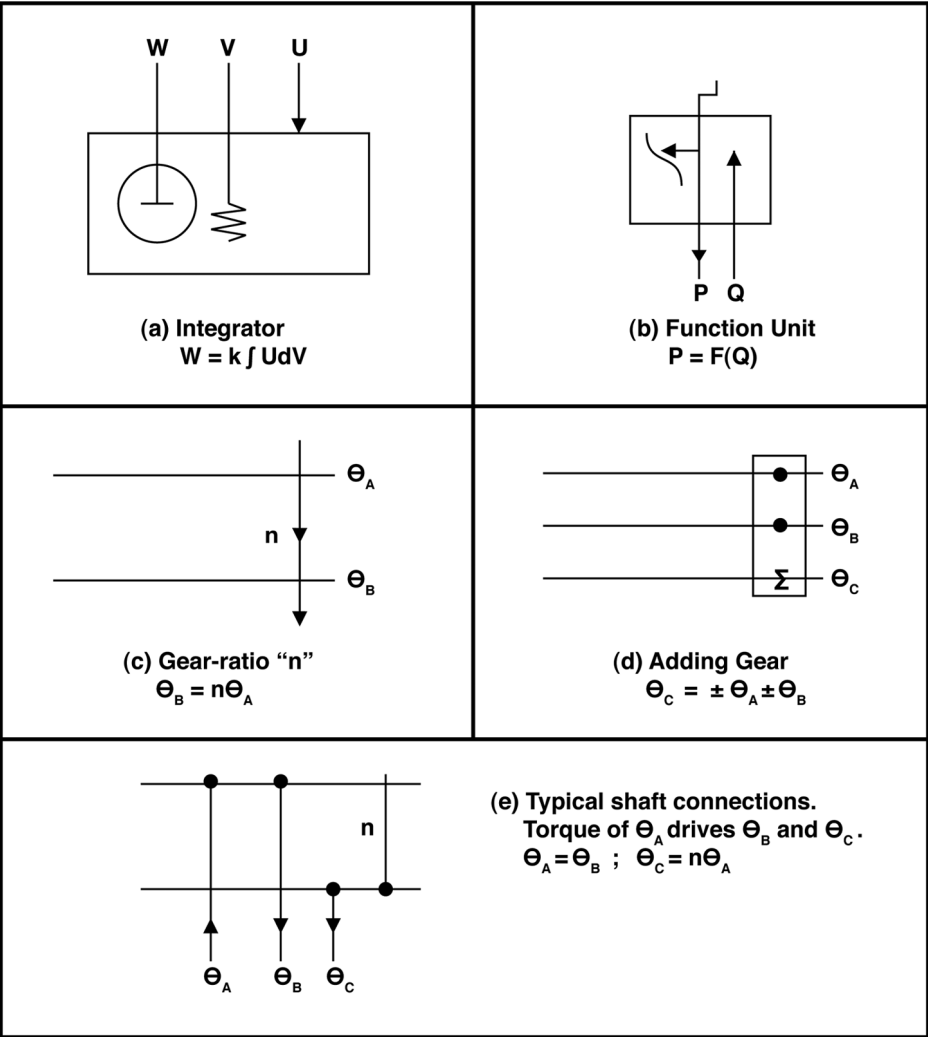 W V U
(a) Integrator
W = k ∫ UdV
P Q
(b) Function Unit
P = F(Q)
ϴA
n
ϴB
(c) Gear-ratio “n”
ϴB = nϴA
ϴA
ϴB
Σ ϴC
(d) Adding Gear
ϴC = ± ϴA ± ϴB
n
ϴA ϴB ϴC
(e) Typical shaft connections.
Torque of ϴA drives ϴB and ϴC.
ϴA = ϴB ; ϴC = nϴA